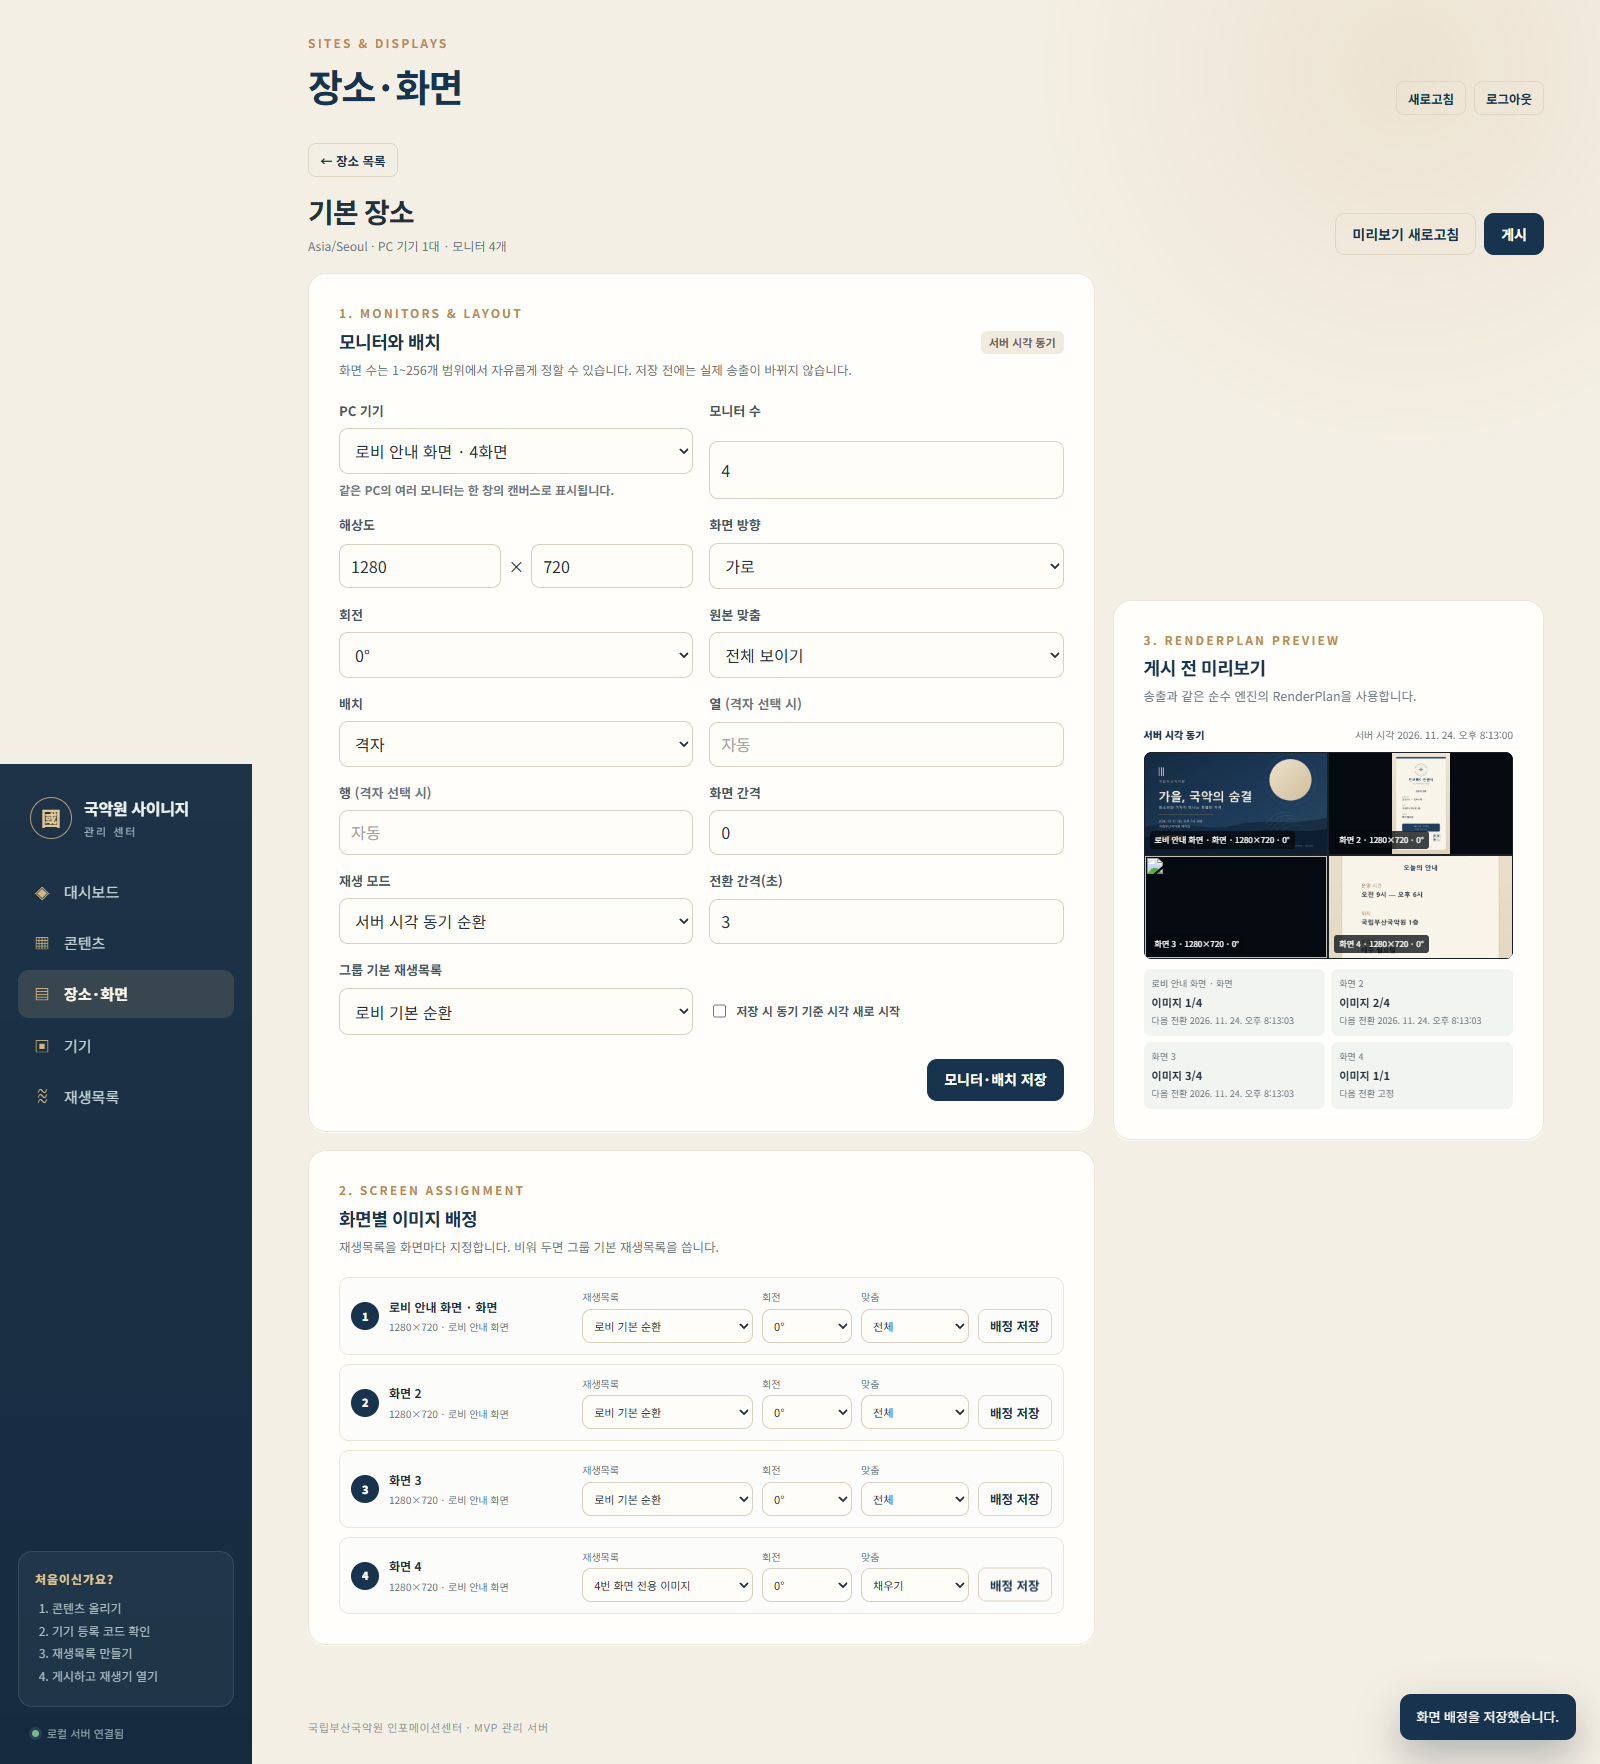 SITES & DISPLAYS
장소·화면
새로고침
로그아웃
← 장소 목록
기본 장소
Asia/Seoul · PC 기기 1대 · 모니터 4개
미리보기 새로고침
게시
1. MONITORS & LAYOUT
모니터와 배치
서버 시각 동기
화면 수는 1~256개 범위에서 자유롭게 정할 수 있습니다. 저장 전에는 실제 송출이 바뀌지 않습니다.
PC 기기
모니터 수
로비 안내 화면 · 4화면
4
같은 PC의 여러 모니터는 한 창의 캔버스로 표시됩니다.
해상도
화면 방향
1280 × 720
가로
회전
원본 맞춤
0°
전체 보이기
배치
열 (격자 선택 시)
격자
자동
행 (격자 선택 시)
화면 간격
자동
0
재생 모드
전환 간격(초)
서버 시각 동기 순환
3
그룹 기본 재생목록
로비 기본 순환
저장 시 동기 기준 시각 새로 시작
모니터·배치 저장
3. RENDERPLAN PREVIEW
게시 전 미리보기
송출과 같은 순수 엔진의 RenderPlan을 사용합니다.
서버 시각 동기
서버 시각 2026. 11. 24. 오후 8:13:00
가을, 국악의 숨결
로비 안내 화면 · 화면 · 1280×720 · 0°
화면 2 · 1280×720 · 0°
화면 3 · 1280×720 · 0°
오늘의 안내
오전 9시 — 오후 6시
국립부산국악원 1층
화면 4 · 1280×720 · 0°
로비 안내 화면 · 화면
이미지 1/4
다음 전환 2026. 11. 24. 오후 8:13:03
화면 2
이미지 2/4
다음 전환 2026. 11. 24. 오후 8:13:03
화면 3
이미지 3/4
다음 전환 2026. 11. 24. 오후 8:13:03
화면 4
이미지 1/1
다음 전환 고정
2. SCREEN ASSIGNMENT
화면별 이미지 배정
재생목록을 화면마다 지정합니다. 비워 두면 그룹 기본 재생목록을 씁니다.
1
로비 안내 화면 · 화면
1280×720 · 로비 안내 화면
재생목록
회전
맞춤
로비 기본 순환
0°
전체
배정 저장
2
화면 2
1280×720 · 로비 안내 화면
재생목록
회전
맞춤
로비 기본 순환
0°
전체
배정 저장
3
화면 3
1280×720 · 로비 안내 화면
재생목록
회전
맞춤
로비 기본 순환
0°
전체
배정 저장
4
화면 4
1280×720 · 로비 안내 화면
재생목록
회전
맞춤
4번 화면 전용 이미지
0°
채우기
배정 저장
國
국악원 사이니지
관리 센터
대시보드
콘텐츠
장소·화면
기기
재생목록
처음이신가요?
1. 콘텐츠 올리기
2. 기기 등록 코드 확인
3. 재생목록 만들기
4. 게시하고 재생기 열기
로컬 서버 연결됨
국립부산국악원 인포메이션센터 · MVP 관리 서버
화면 배정을 저장했습니다.